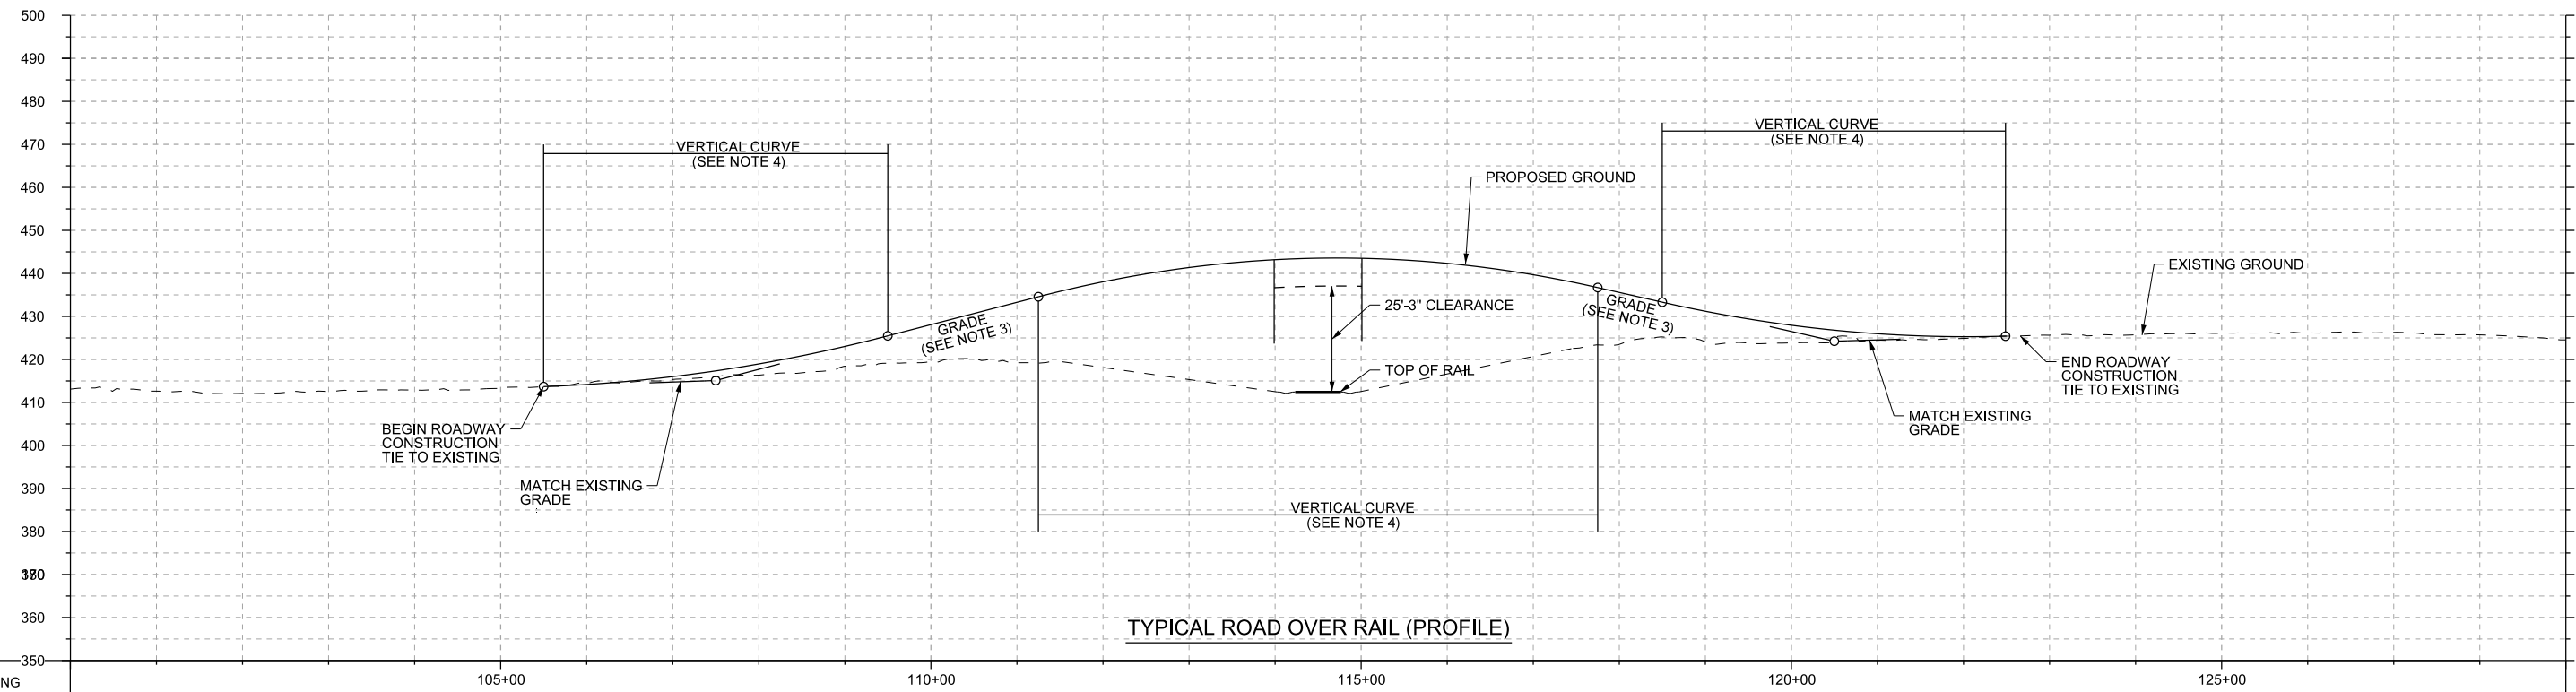 500
490
480
470
460
450
440
430
420
410
400
390
380
360
350
VERTICAL CURVE
(SEE NOTE 4)
VERTICAL CURVE
(SEE NOTE 4)
PROPOSED GROUND
EXISTING GROUND
25'-3" CLEARANCE
GRADE
(SEE NOTE 3)
GRADE
(SEE NOTE 3)
TOP OF RAIL
END ROADWAY
CONSTRUCTION
TIE TO EXISTING
MATCH EXISTING
GRADE
BEGIN ROADWAY
CONSTRUCTION
TIE TO EXISTING
MATCH EXISTING
GRADE
VERTICAL CURVE
(SEE NOTE 4)
TYPICAL ROAD OVER RAIL (PROFILE)
NG
105+00
110+00
115+00
120+00
125+00